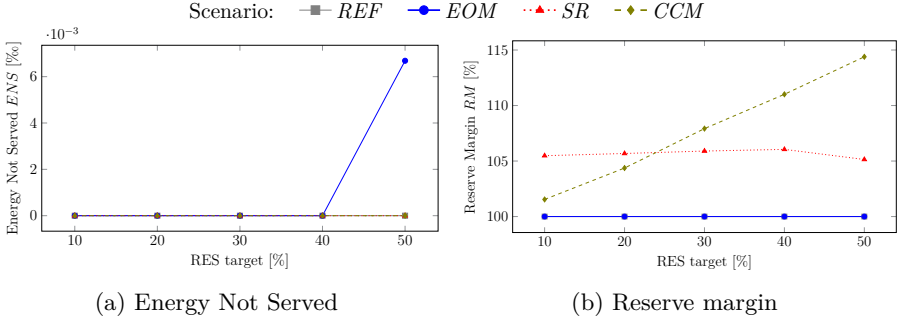 Scenario: REF EOM SR CCM
·10⁻³
Energy Not Served ENS [‰]
6
4
2
0
10 20 30 40 50
RES target [%]
(a) Energy Not Served
Reserve Margin RM [%]
115
110
105
100
10 20 30 40 50
RES target [%]
(b) Reserve margin